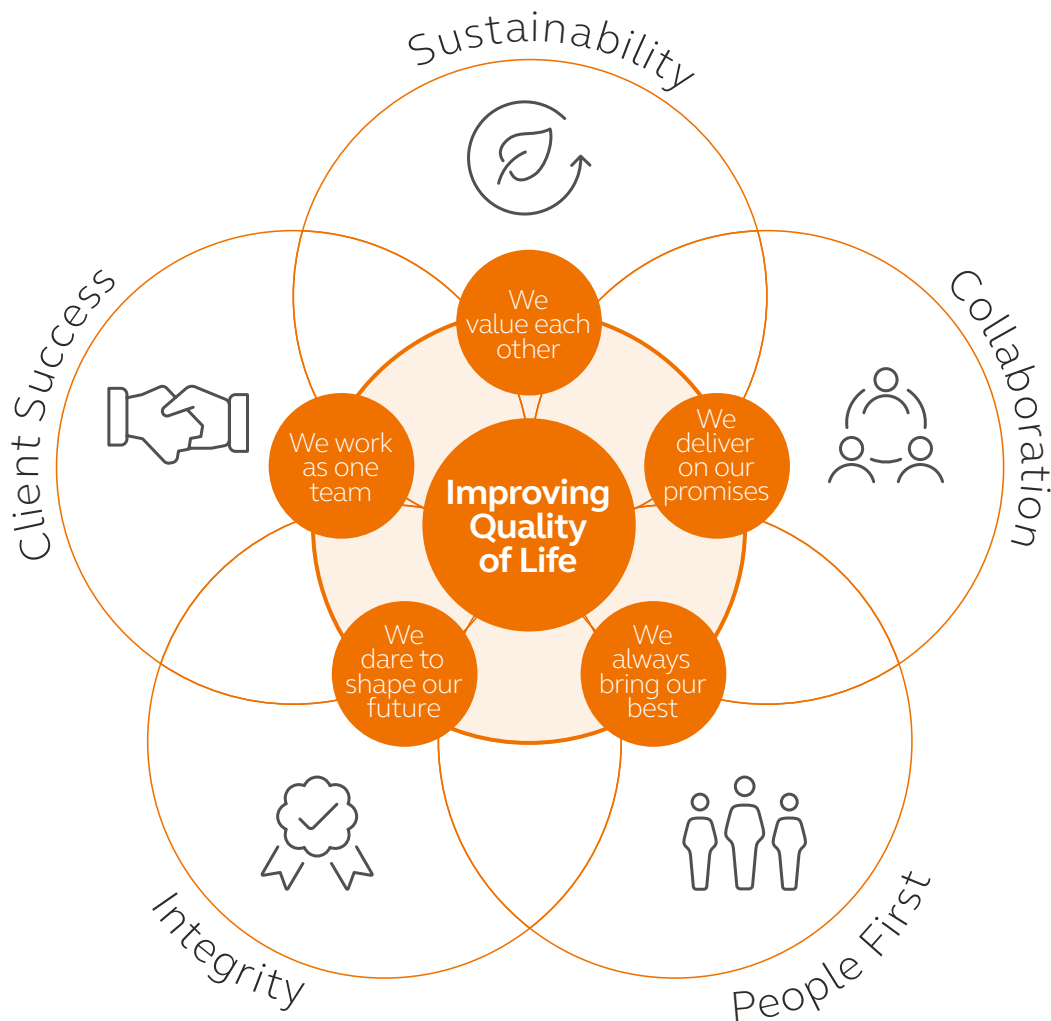 Sustainability
Client Success
Collaboration
We
value each
other
We work
as one
team
We
deliver
on our
promises
Improving
Quality
of Life
We
dare to
shape our
future
We
always
bring our
best
Integrity
People First